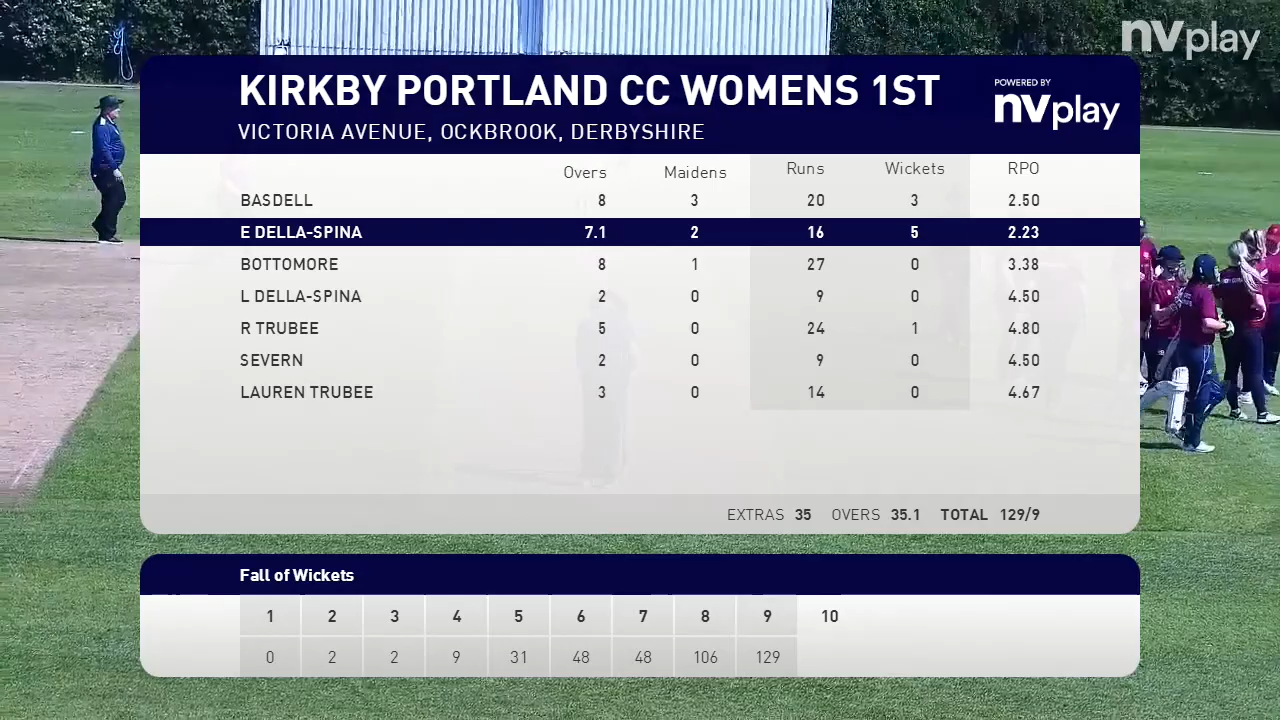 nvplay
KIRKBY PORTLAND CC WOMENS 1ST
VICTORIA AVENUE, OCKBROOK, DERBYSHIRE
POWERED BY
nvplay
Overs Maidens Runs Wickets RPO
BASDELL 8 3 20 3 2.50
E DELLA-SPINA 7.1 2 16 5 2.23
BOTTOMORE 8 1 27 0 3.38
L DELLA-SPINA 2 0 9 0 4.50
R TRUBEE 5 0 24 1 4.80
SEVERN 2 0 9 0 4.50
LAUREN TRUBEE 3 0 14 0 4.67
EXTRAS 35 OVERS 35.1 TOTAL 129/9
Fall of Wickets
1 2 3 4 5 6 7 8 9 10
0 2 2 9 31 48 48 106 129